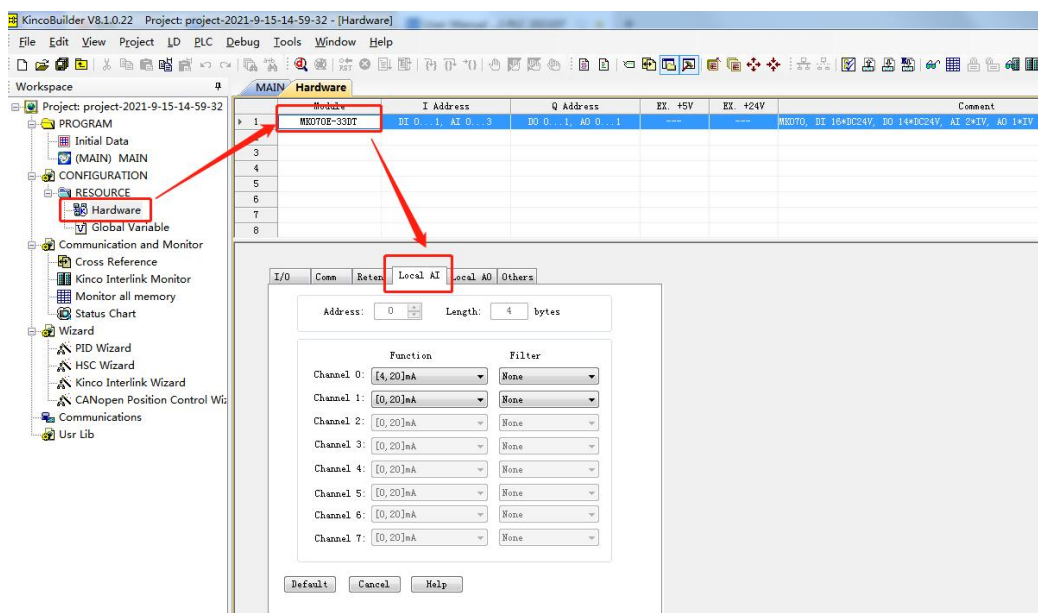 KincoBuilder V8.1.0.22 Project: project-2021-9-15-14-59-32 - [Hardware]
File Edit View Project LD PLC Debug Tools Window Help
Workspace
MAIN Hardware
Project: project-2021-9-15-14-59-32
PROGRAM
Initial Data
(MAIN) MAIN
CONFIGURATION
RESOURCE
Hardware
Global Variable
Communication and Monitor
Cross Reference
Kinco Interlink Monitor
Monitor all memory
Status Chart
Wizard
PID Wizard
HSC Wizard
Kinco Interlink Wizard
CANopen Position Control Wiz
Communications
Usr Lib
Module I Address Q Address EX. +5V EX. +24V Comment
1 MK070E-33DT DI 0...1, AI 0...3 DO 0...1, AO 0...1 --- --- MK070, DI 16*DC24V, DO 14*DC24V, AI 2*IV, AO 1*IV
3
4
5
6
7
8
I/O Comm Reten Local AI Local AO Others
Address: 0 Length: 4 bytes
Function Filter
Channel 0: [4,20]mA None
Channel 1: [0,20]mA None
Channel 2: [0,20]mA None
Channel 3: [0,20]mA None
Channel 4: [0,20]mA None
Channel 5: [0,20]mA None
Channel 6: [0,20]mA None
Channel 7: [0,20]mA None
Default Cancel Help